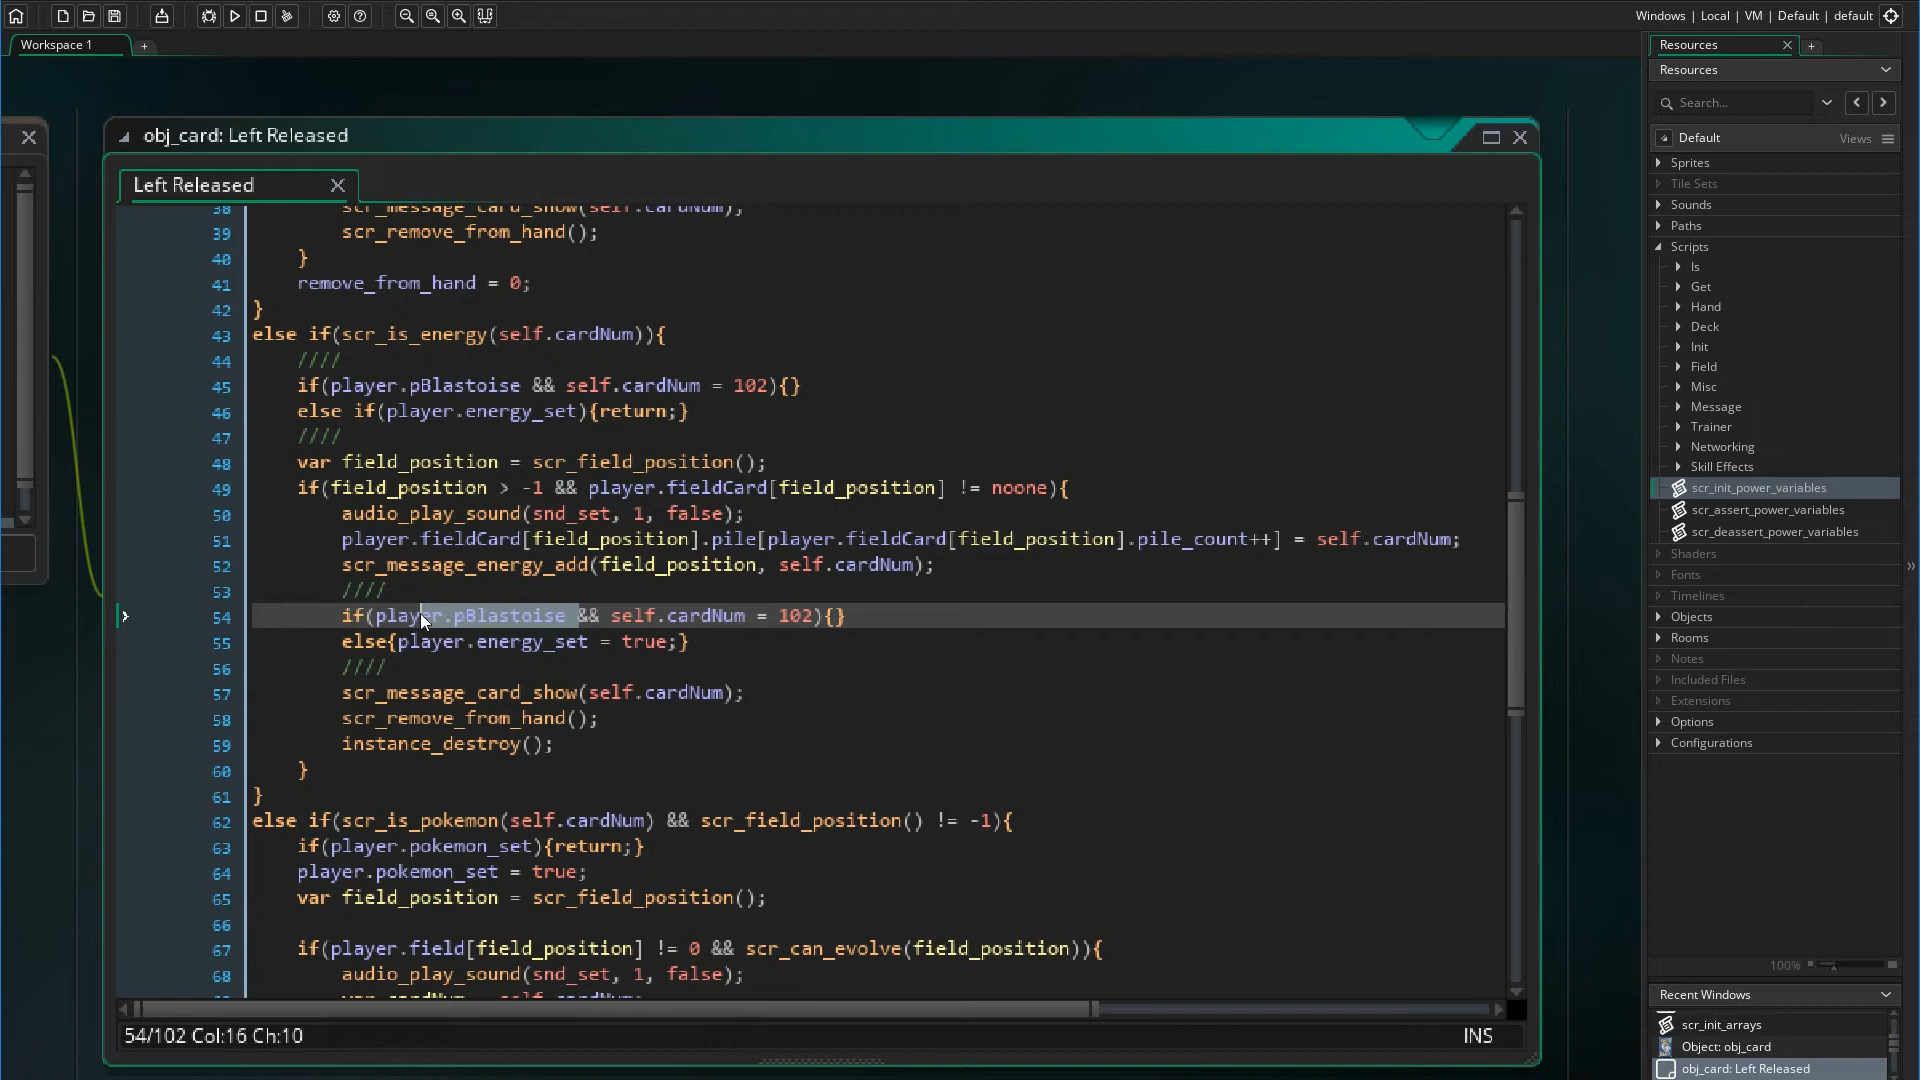 Windows | Local | VM | Default | default
Workspace 1
+
Resources
+
Resources
Search...
Default
Views
Sprites
Tile Sets
Sounds
Paths
Scripts
Is
Get
Hand
Deck
Init
Field
Misc
Message
Trainer
Networking
Skill Effects
scr_init_power_variables
scr_assert_power_variables
scr_deassert_power_variables
Shaders
Fonts
Timelines
Objects
Rooms
Notes
Included Files
Extensions
Options
Configurations
100%
Recent Windows
scr_init_arrays
Object: obj_card
obj_card: Left Released
obj_card: Left Released
Left Released
38 scr_message_card_show(self.cardNum);
39 scr_remove_from_hand();
40 }
41 remove_from_hand = 0;
42 }
43 else if(scr_is_energy(self.cardNum)){
44 ////
45 if(player.pBlastoise && self.cardNum = 102){}
46 else if(player.energy_set){return;}
47 ////
48 var field_position = scr_field_position();
49 if(field_position > -1 && player.fieldCard[field_position] != noone){
50 audio_play_sound(snd_set, 1, false);
51 player.fieldCard[field_position].pile[player.fieldCard[field_position].pile_count++] = self.cardNum;
52 scr_message_energy_add(field_position, self.cardNum);
53 ////
54 if(player.pBlastoise && self.cardNum = 102){}
55 else{player.energy_set = true;}
56 ////
57 scr_message_card_show(self.cardNum);
58 scr_remove_from_hand();
59 instance_destroy();
60 }
61 }
62 else if(scr_is_pokemon(self.cardNum) && scr_field_position() != -1){
63 if(player.pokemon_set){return;}
64 player.pokemon_set = true;
65 var field_position = scr_field_position();
66
67 if(player.field[field_position] != 0 && scr_can_evolve(field_position)){
68 audio_play_sound(snd_set, 1, false);
54/102 Col:16 Ch:10
INS